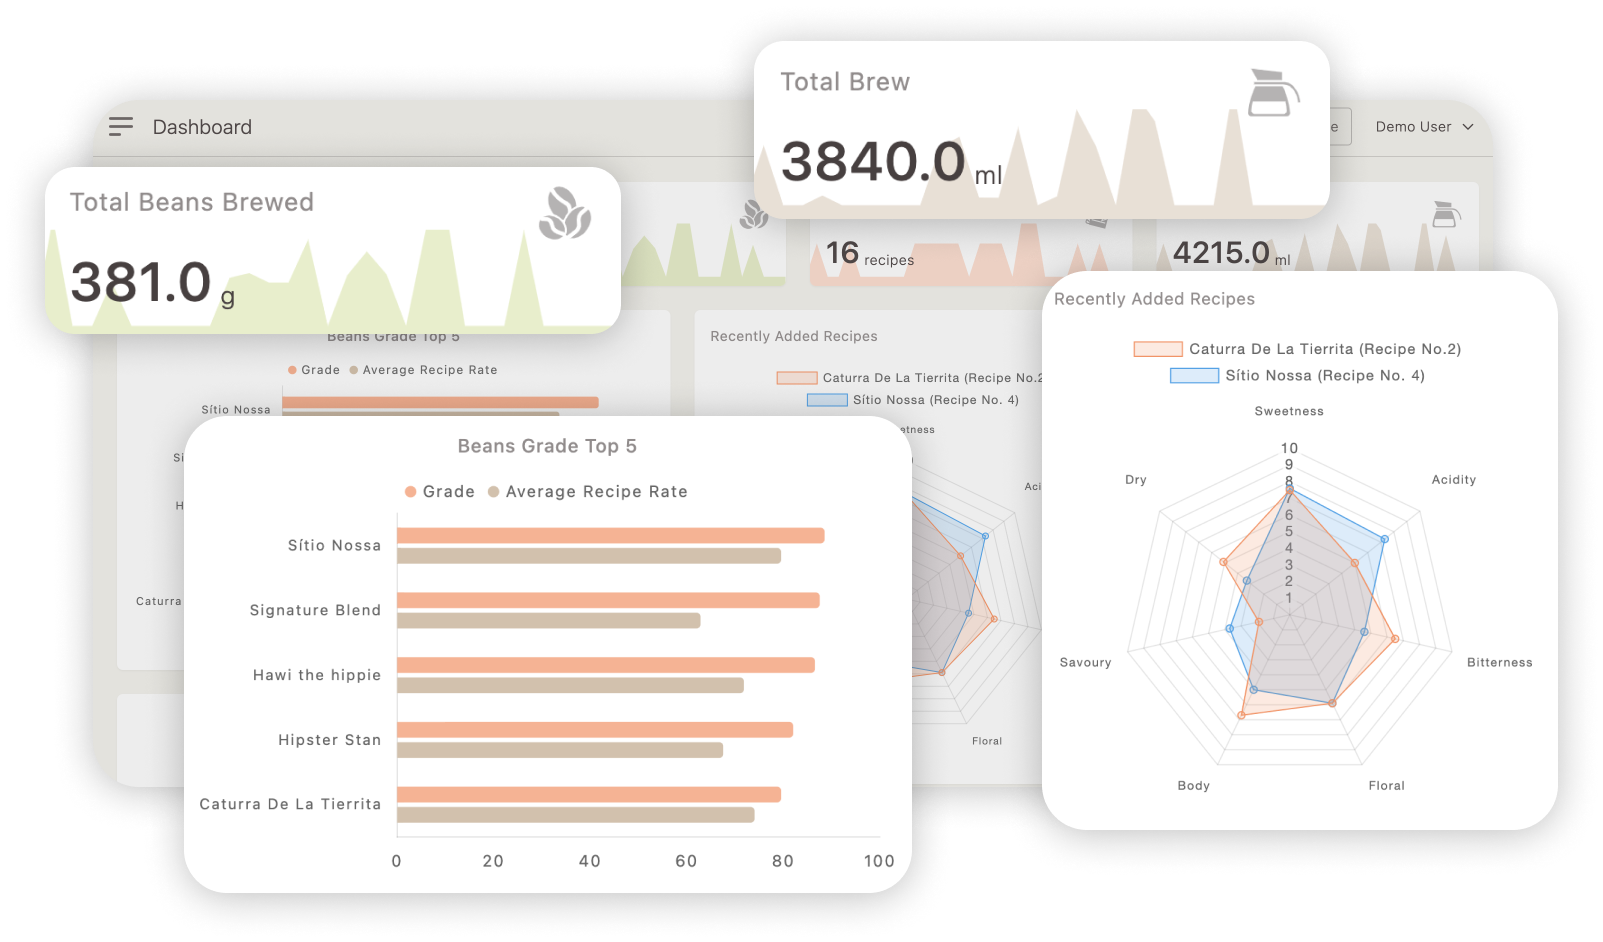 Total Brew
3840.0 ml
Dashboard
e
Demo User
Total Beans Brewed
381.0 g
16 recipes
4215.0 ml
Beans Grade Top 5
Grade Average Recipe Rate
Sítio Nossa
Si
H
Caturra
Recently Added Recipes
Caturra De La Tierrita (Recipe No.2
Sítio Nossa (Recipe No. 4)
etness
Aci
Floral
Recently Added Recipes
Caturra De La Tierrita (Recipe No.2)
Sítio Nossa (Recipe No. 4)
Sweetness
10
9
8
7
6
5
4
3
2
1
Dry
Acidity
Savoury
Bitterness
Body
Floral
Beans Grade Top 5
Grade Average Recipe Rate
Sítio Nossa
Signature Blend
Hawi the hippie
Hipster Stan
Caturra De La Tierrita
0 20 40 60 80 100